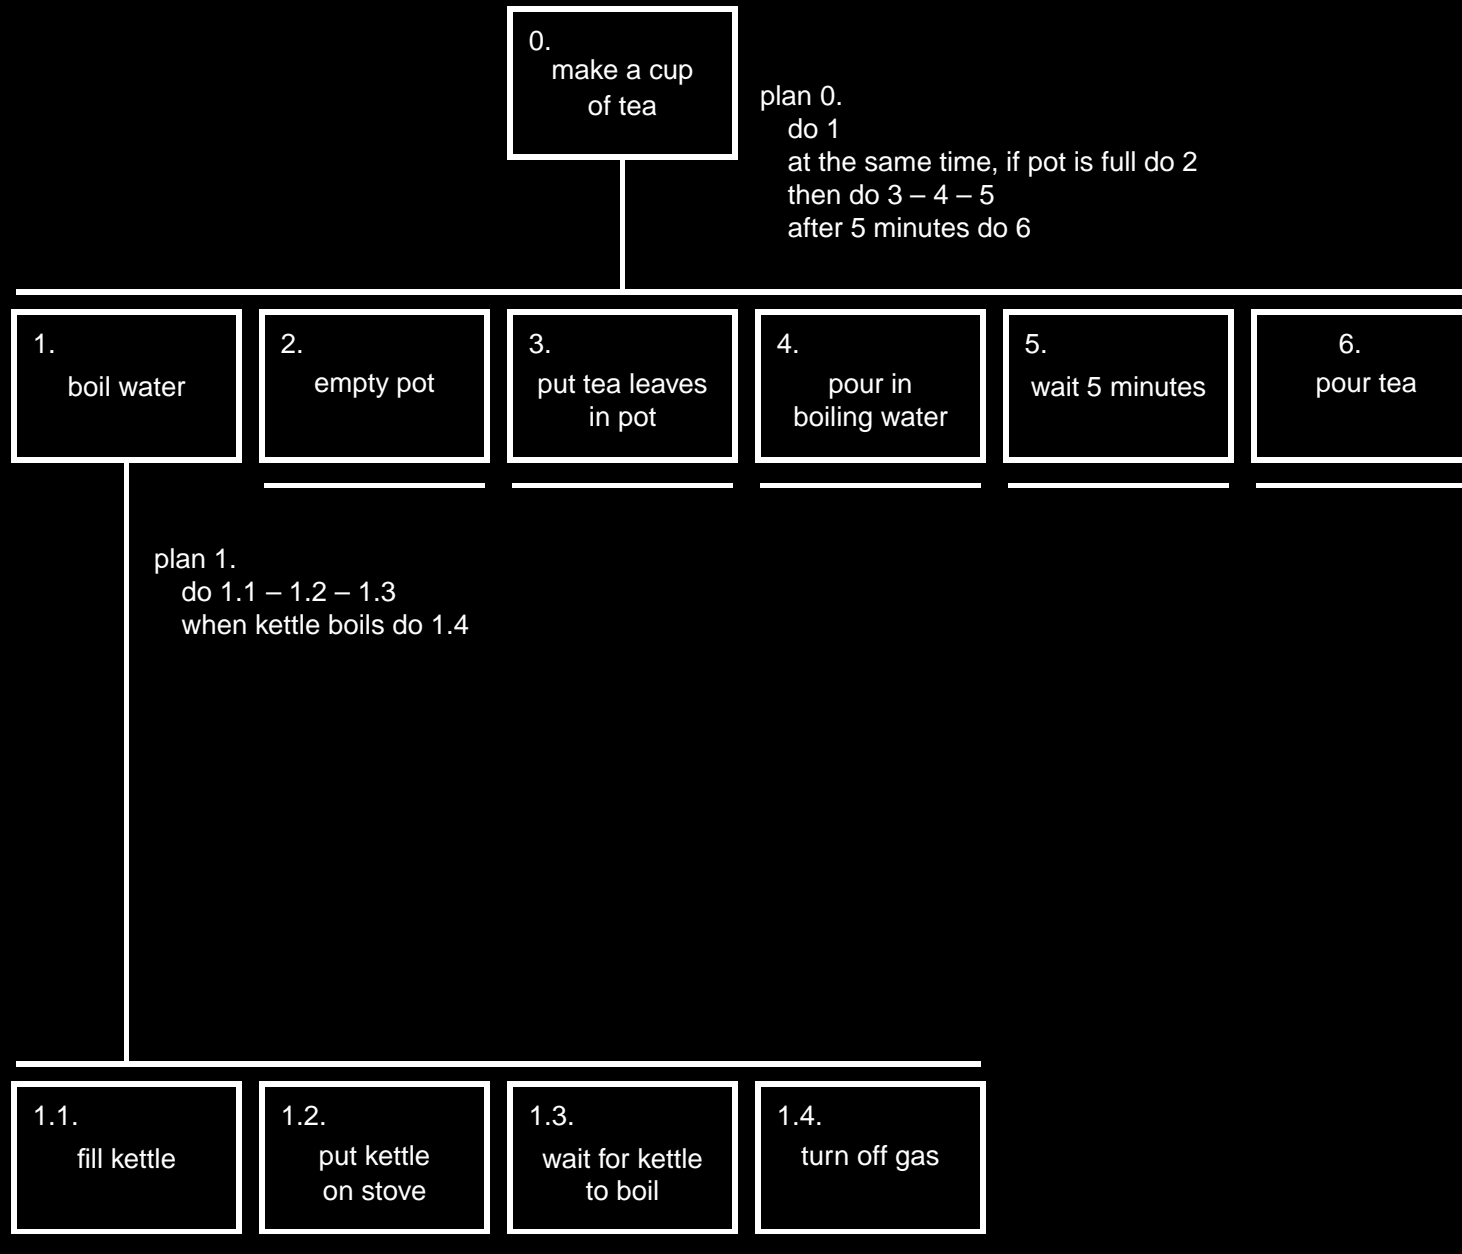 0.
make a cup
of tea
plan 0.
do 1
at the same time, if pot is full do 2
then do 3 – 4 – 5
after 5 minutes do 6
1.
boil water
2.
empty pot
3.
put tea leaves
in pot
4.
pour in
boiling water
5.
wait 5 minutes
6.
pour tea
plan 1.
do 1.1 – 1.2 – 1.3
when kettle boils do 1.4
1.1.
fill kettle
1.2.
put kettle
on stove
1.3.
wait for kettle
to boil
1.4.
turn off gas